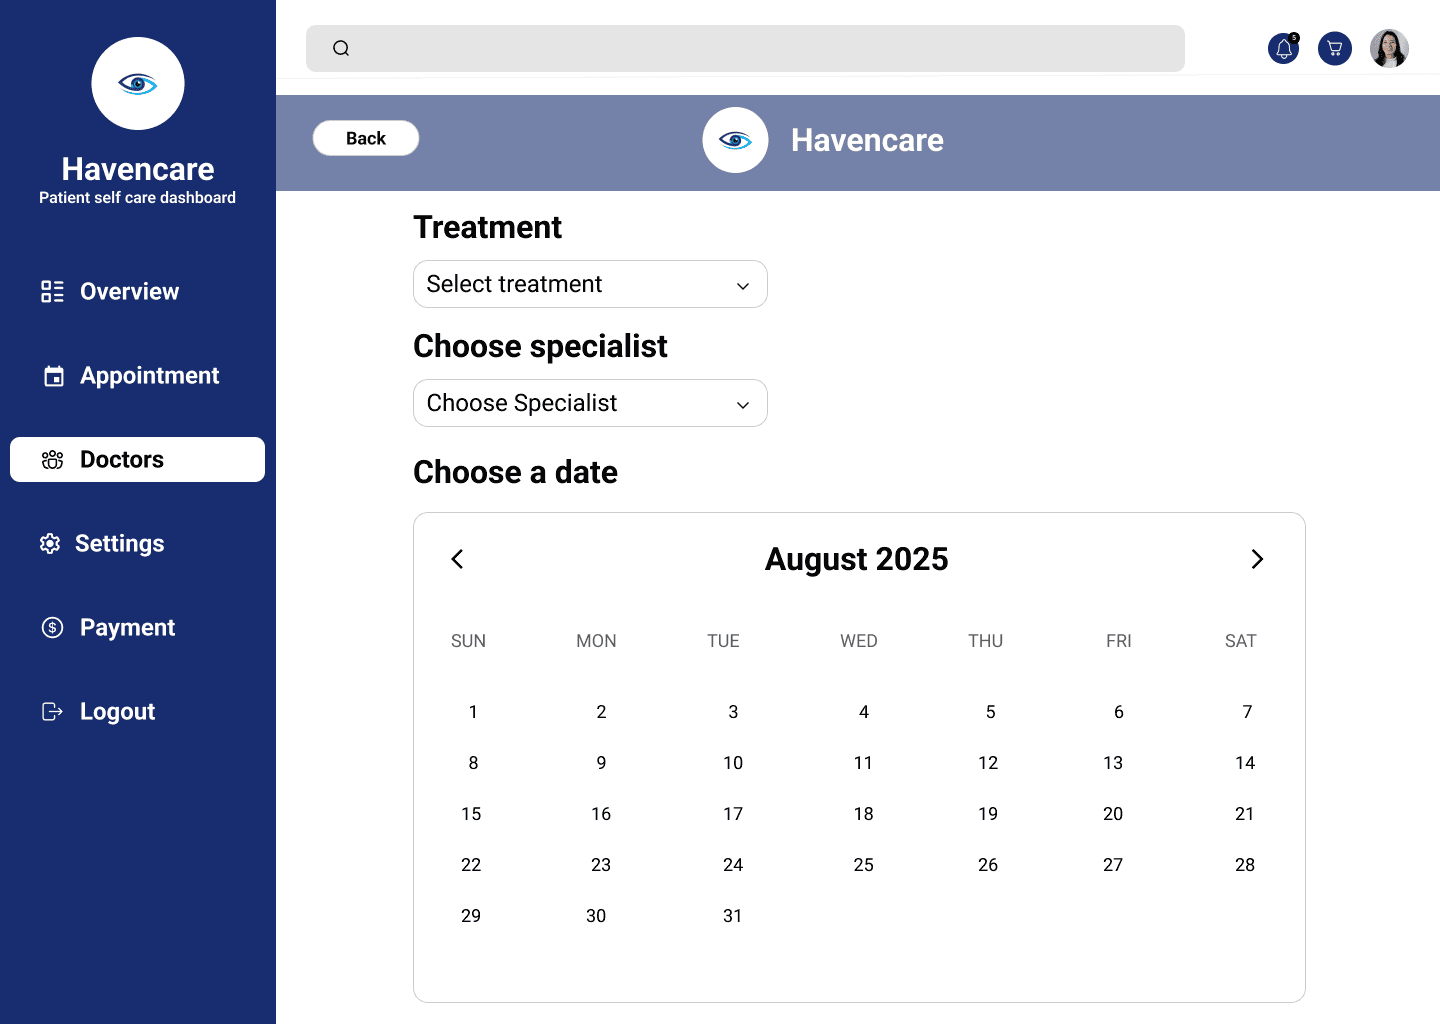 Havencare
Patient self care dashboard
Overview
Appointment
Doctors
Settings
$ Payment
Logout
5
Back
Havencare
Treatment
Select treatment
Choose specialist
Choose Specialist
Choose a date
August 2025
SUN MON TUE WED THU FRI SAT
1 2 3 4 5 6 7
8 9 10 11 12 13 14
15 16 17 18 19 20 21
22 23 24 25 26 27 28
29 30 31